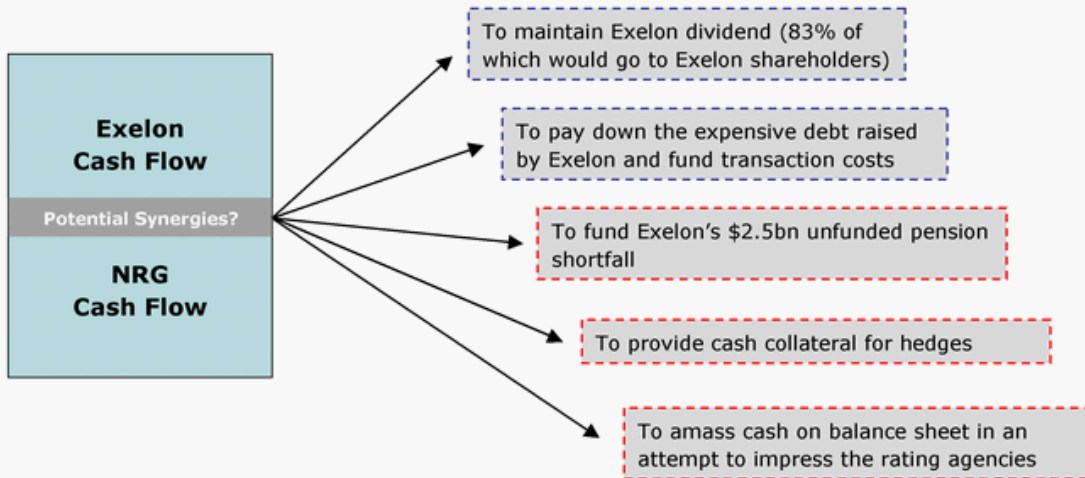 To maintain Exelon dividend (83% of
which would go to Exelon shareholders)
Exelon
Cash Flow
To pay down the expensive debt raised
by Exelon and fund transaction costs
Potential Synergies?
To fund Exelon's $2.5bn unfunded pension
shortfall
NRG
Cash Flow
To provide cash collateral for hedges
To amass cash on balance sheet in an
attempt to impress the rating agencies